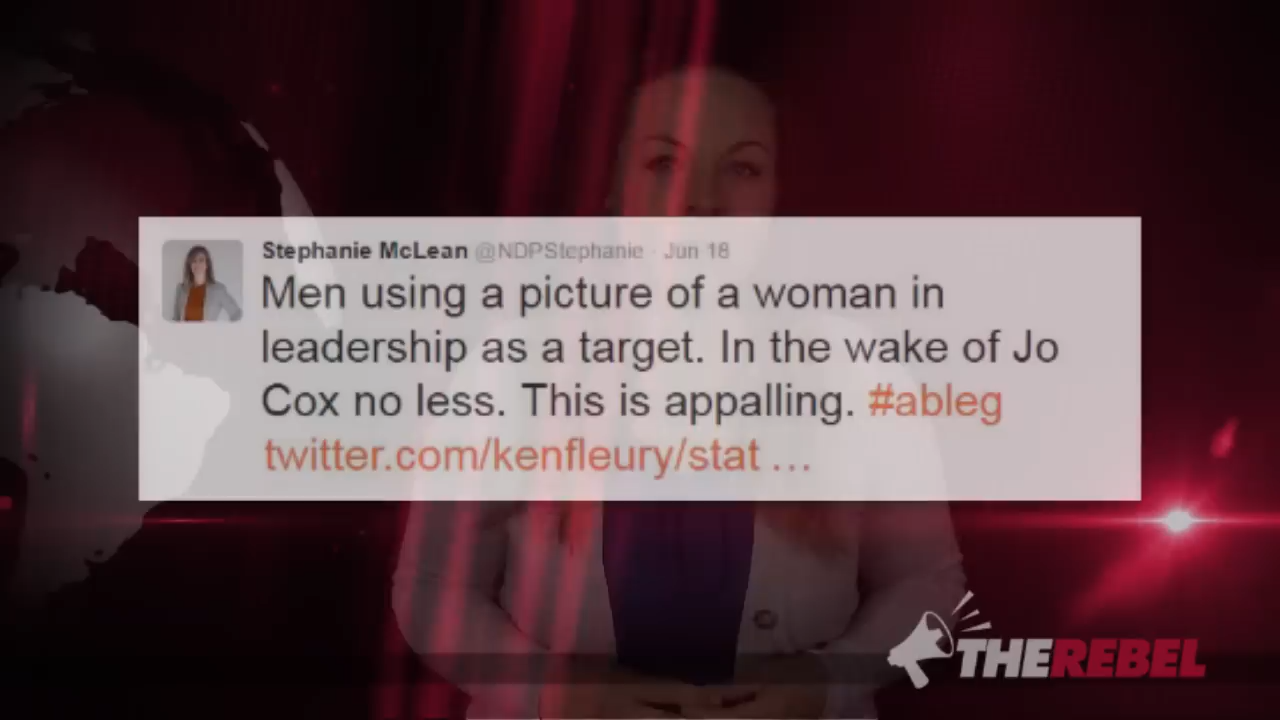 Stephanie McLean @NDPStephanie · Jun 18
Men using a picture of a woman in
leadership as a target. In the wake of Jo
Cox no less. This is appalling. #ableg
twitter.com/kenfleury/stat ...
THEREBEL